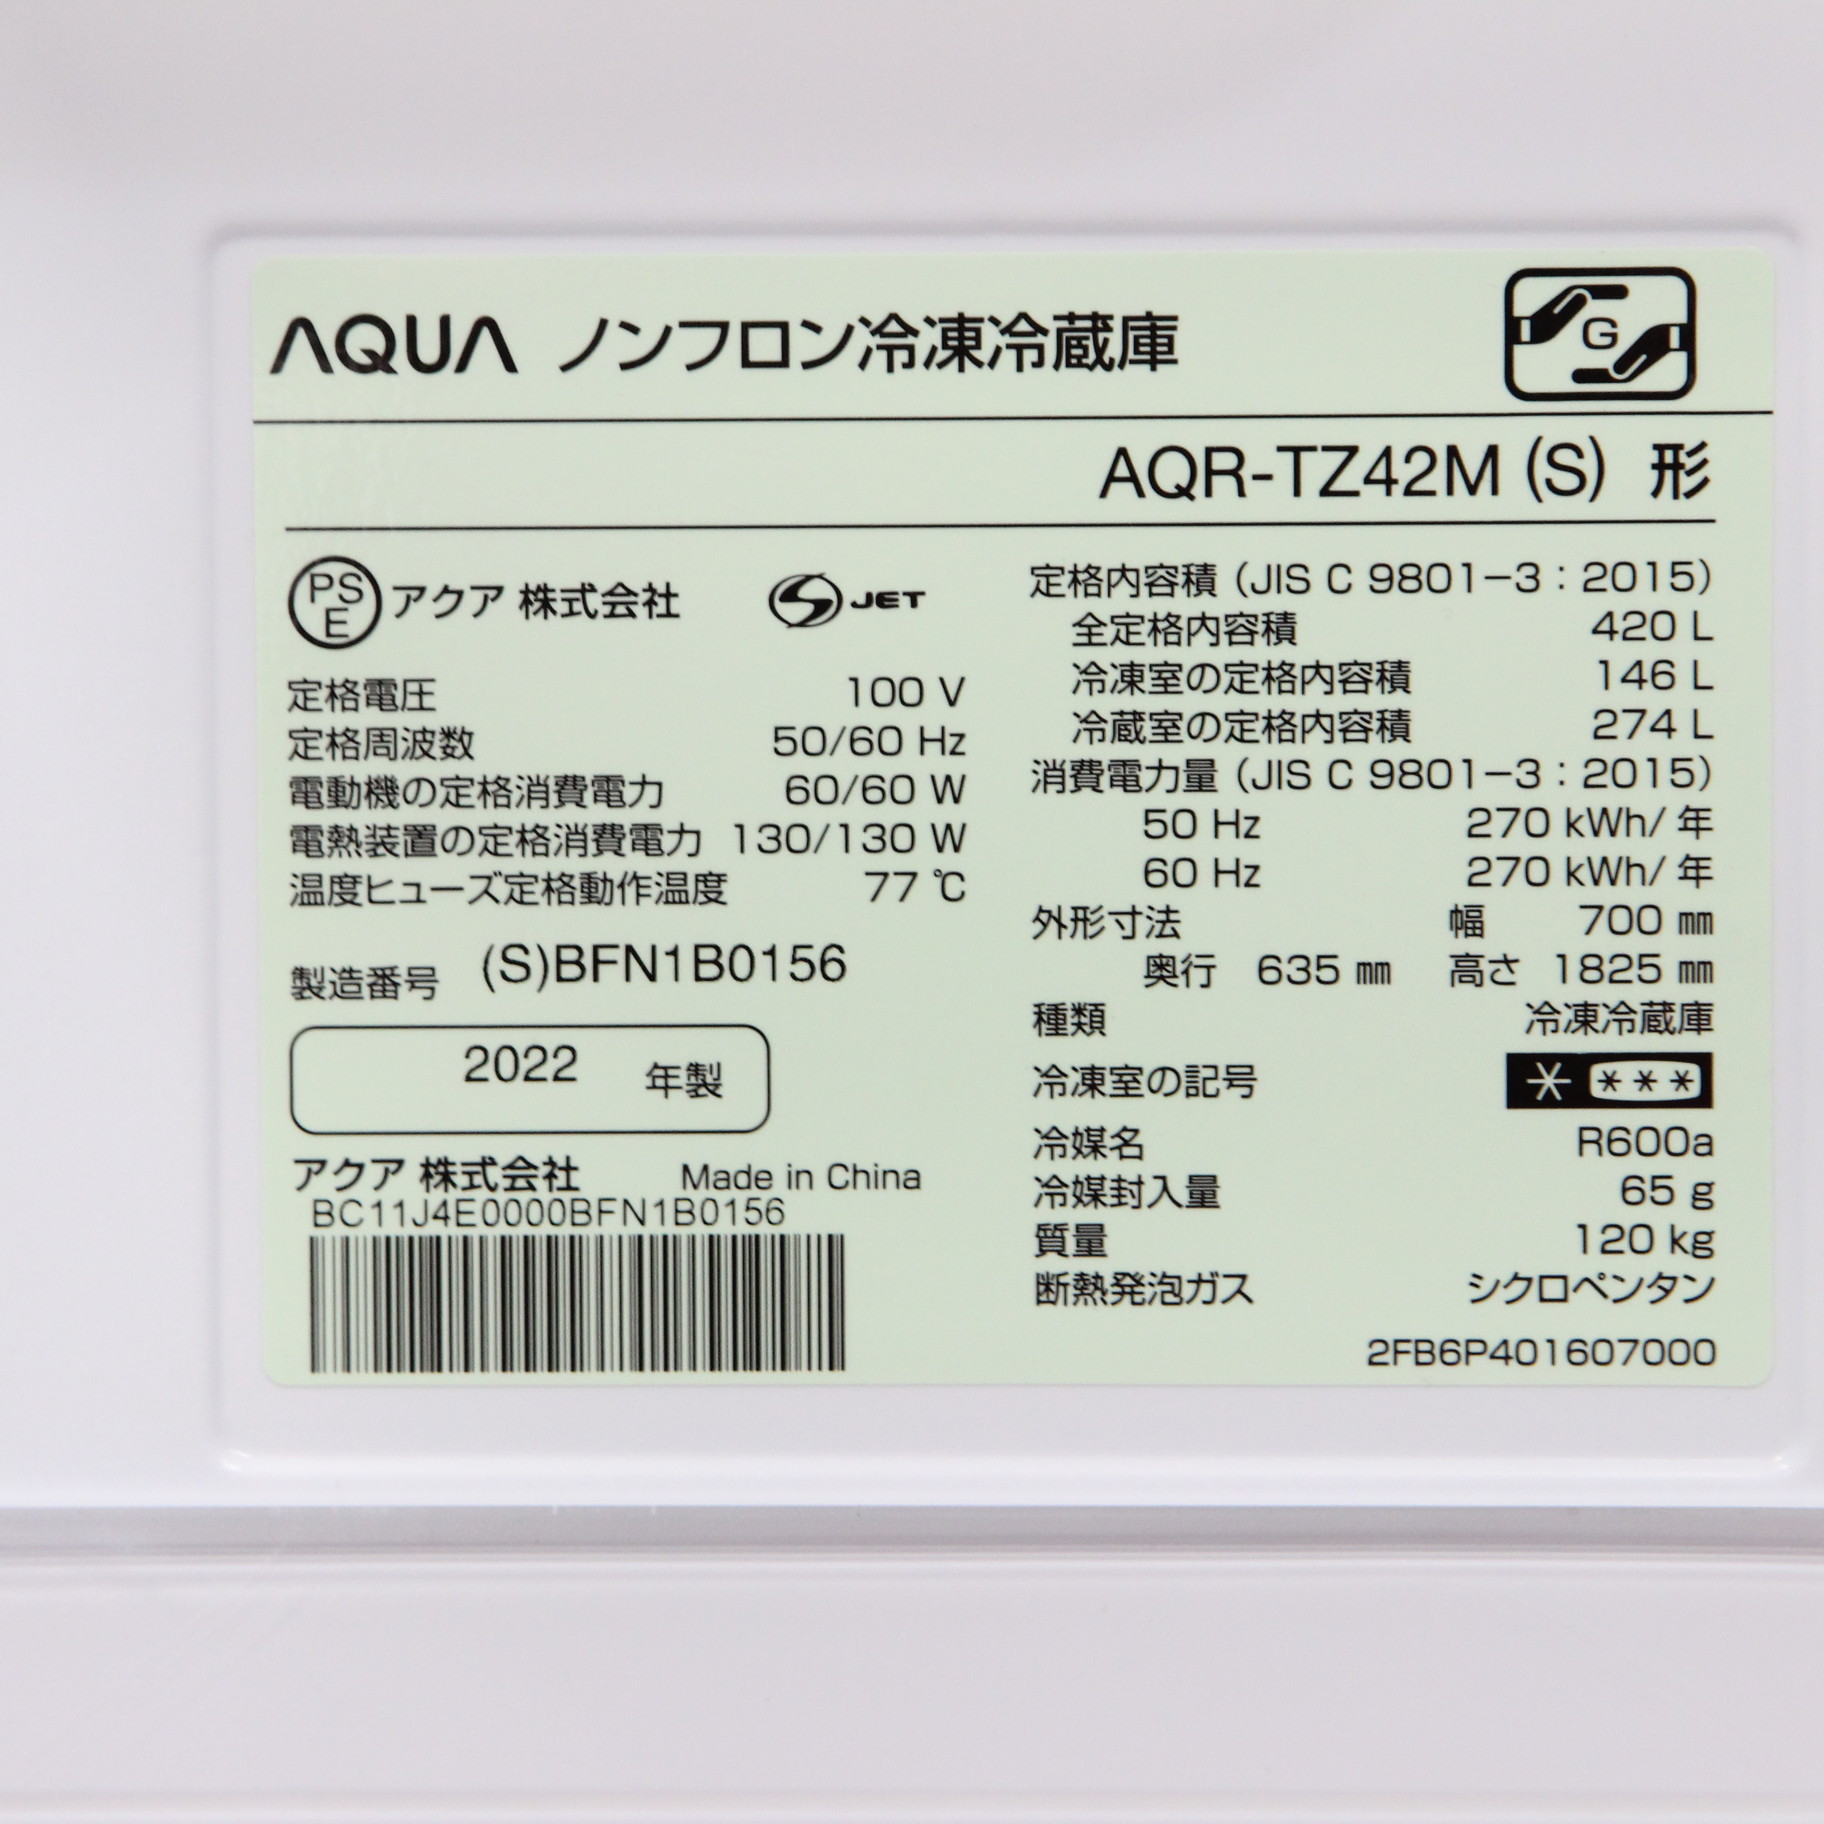 AQUA ノンフロン冷凍冷蔵庫
G
AQR-TZ42M (S) 形
PS
E
アクア 株式会社
S JET
定格電圧 100 V
定格周波数 50/60 Hz
電動機の定格消費電力 60/60 W
電熱装置の定格消費電力 130/130 W
温度ヒューズ定格動作温度 77 ℃
製造番号 (S)BFN1B0156
2022 年製
アクア 株式会社 Made in China
BC11J4E0000BFN1B0156
定格内容積 (JIS C 9801-3：2015)
全定格内容積 420 L
冷凍室の定格内容積 146 L
冷蔵室の定格内容積 274 L
消費電力量 (JIS C 9801-3：2015)
50 Hz 270 kWh/年
60 Hz 270 kWh/年
外形寸法 幅 700 ㎜
奥行 635 ㎜ 高さ 1825 ㎜
種類 冷凍冷蔵庫
冷凍室の記号 * ***
冷媒名 R600a
冷媒封入量 65 g
質量 120 kg
断熱発泡ガス シクロペンタン
2FB6P401607000